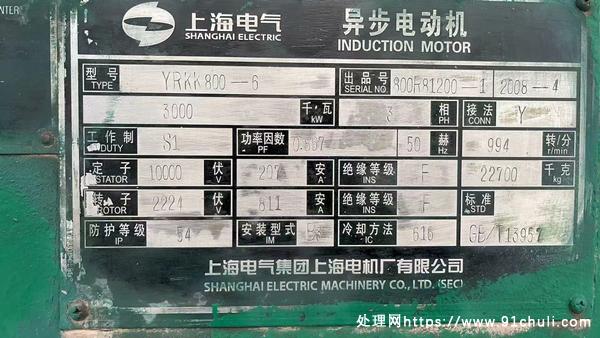 上海电气 异步电动机
SHANGHAI ELECTRIC INDUCTION MOTOR
型号 TYPE YRKK800-6 出品号 SERIAL NO 800R81200-1 2008-4
3000 千·瓦 kW 3 相 PH 接法 CONN Y
工作制 DUTY S1 功率因数 PF 50 赫 Hz 994 转/分 r/min
定子 STATOR 10000 伏 V 207 安 A 绝缘等级 INS F 22700 千克 kg
转子 ROTOR 2224 伏 V 811 安 A 绝缘等级 INS F 标准 STD
防护等级 IP 54 安装型式 IM 冷却方法 IC 616 GB/T13957
上海电气集团上海电机厂有限公司
SHANGHAI ELECTRIC MACHINERY CO., LTD. (SEC)
处理网https://www.91chuli.com/